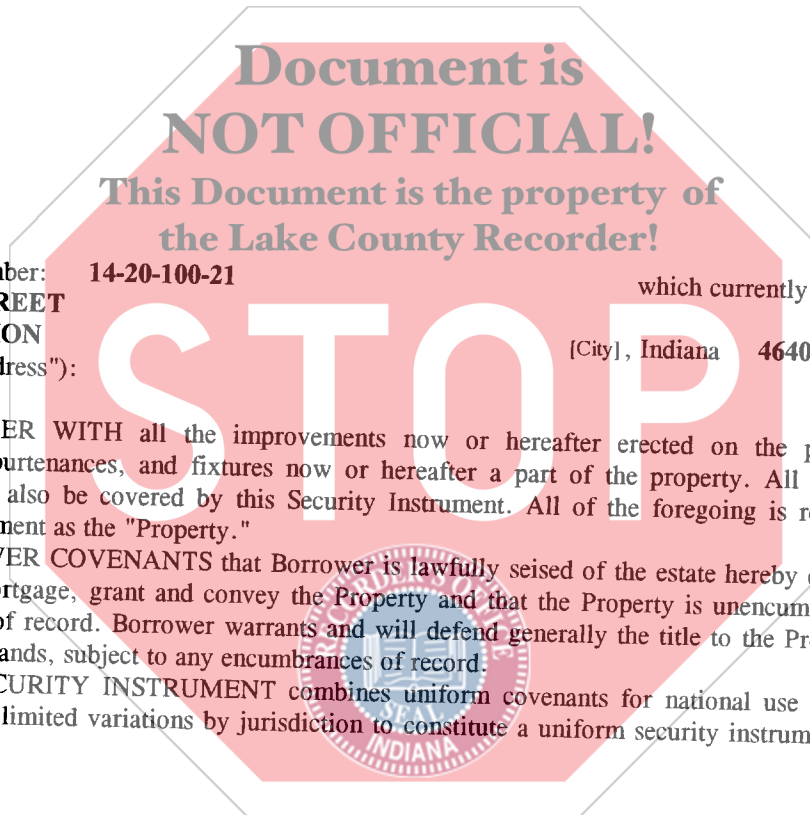 Document is
NOT OFFICIAL!
This Document is the property of
the Lake County Recorder!
ber: 14-20-100-21
which currently
REET
ON
[City], Indiana 4640
dress"):
STOP
ER WITH all the improvements now or hereafter erected on the p
purtenances, and fixtures now or hereafter a part of the property. All
also be covered by this Security Instrument. All of the foregoing is re
ment as the "Property."
VER COVENANTS that Borrower is lawfully seised of the estate hereby
rtgage, grant and convey the Property and that the Property is unencum
of record. Borrower warrants and will defend generally the title to the Pr
ands, subject to any encumbrances of record.
CURITY INSTRUMENT combines uniform covenants for national use
limited variations by jurisdiction to constitute a uniform security instrum
RECORDER'S OFFICE
SEAL
INDIANA